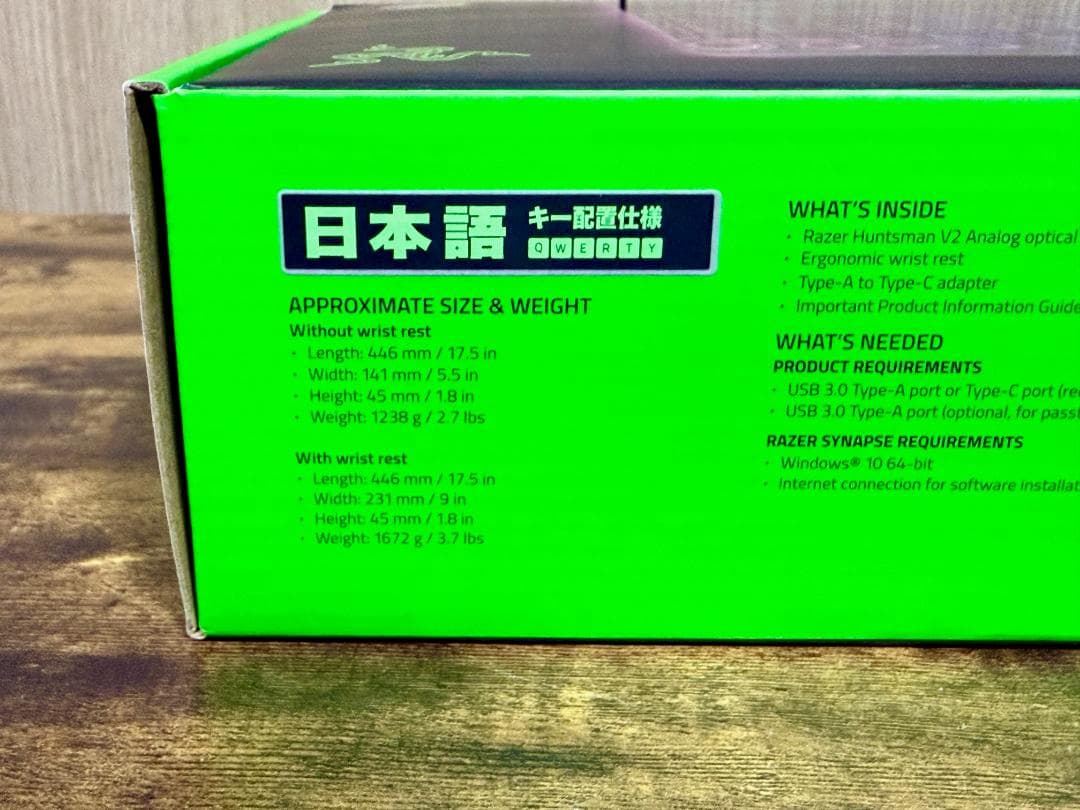 日本語 キー配置仕様
QWERTY
APPROXIMATE SIZE & WEIGHT
Without wrist rest
• Length: 446 mm / 17.5 in
• Width: 141 mm / 5.5 in
• Height: 45 mm / 1.8 in
• Weight: 1238 g / 2.7 lbs
With wrist rest
• Length: 446 mm / 17.5 in
• Width: 231 mm / 9 in
• Height: 45 mm / 1.8 in
• Weight: 1672 g / 3.7 lbs
WHAT'S INSIDE
• Razer Huntsman V2 Analog optical
• Ergonomic wrist rest
• Type-A to Type-C adapter
• Important Product Information Guide
WHAT'S NEEDED
PRODUCT REQUIREMENTS
• USB 3.0 Type-A port or Type-C port
• USB 3.0 Type-A port (optional, for
RAZER SYNAPSE REQUIREMENTS
• Windows® 10 64-bit
• Internet connection for software